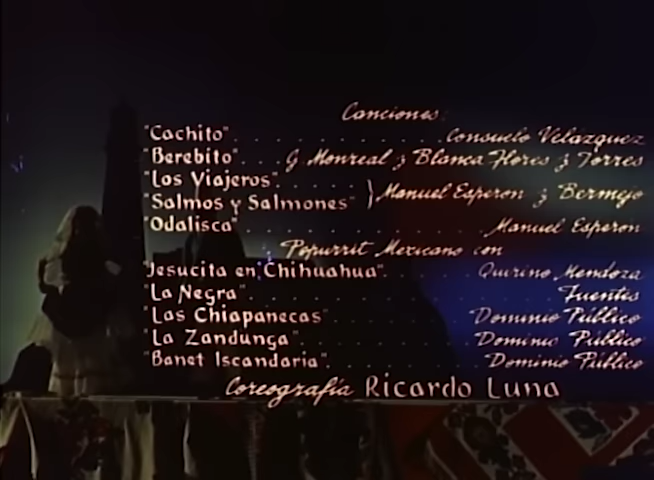 Canciones:
"Cachito" . . . . . . . . . . . . Consuelo Velazquez
"Berebito" . . . G. Monreal y Blanca Flores y Torres
"Los Viajeros" . . . . . . . .
"Salmos y Salmones" } Manuel Esperon y Bermejo
"Odalisca" . . . . . . . . . . . . Manuel Esperon
Popurrit Mexicano con
"Jesucita en Chihuahua" . . . . . . Quirino Mendoza
"La Negra" . . . . . . . . . . . . . . Fuentes
"Las Chiapanecas" . . . . . . . . Dominio Público
"La Zandunga" . . . . . . . . . . Dominio Público
"Banet Iscandaria" . . . . . . . . Dominio Público
Coreografía Ricardo Luna